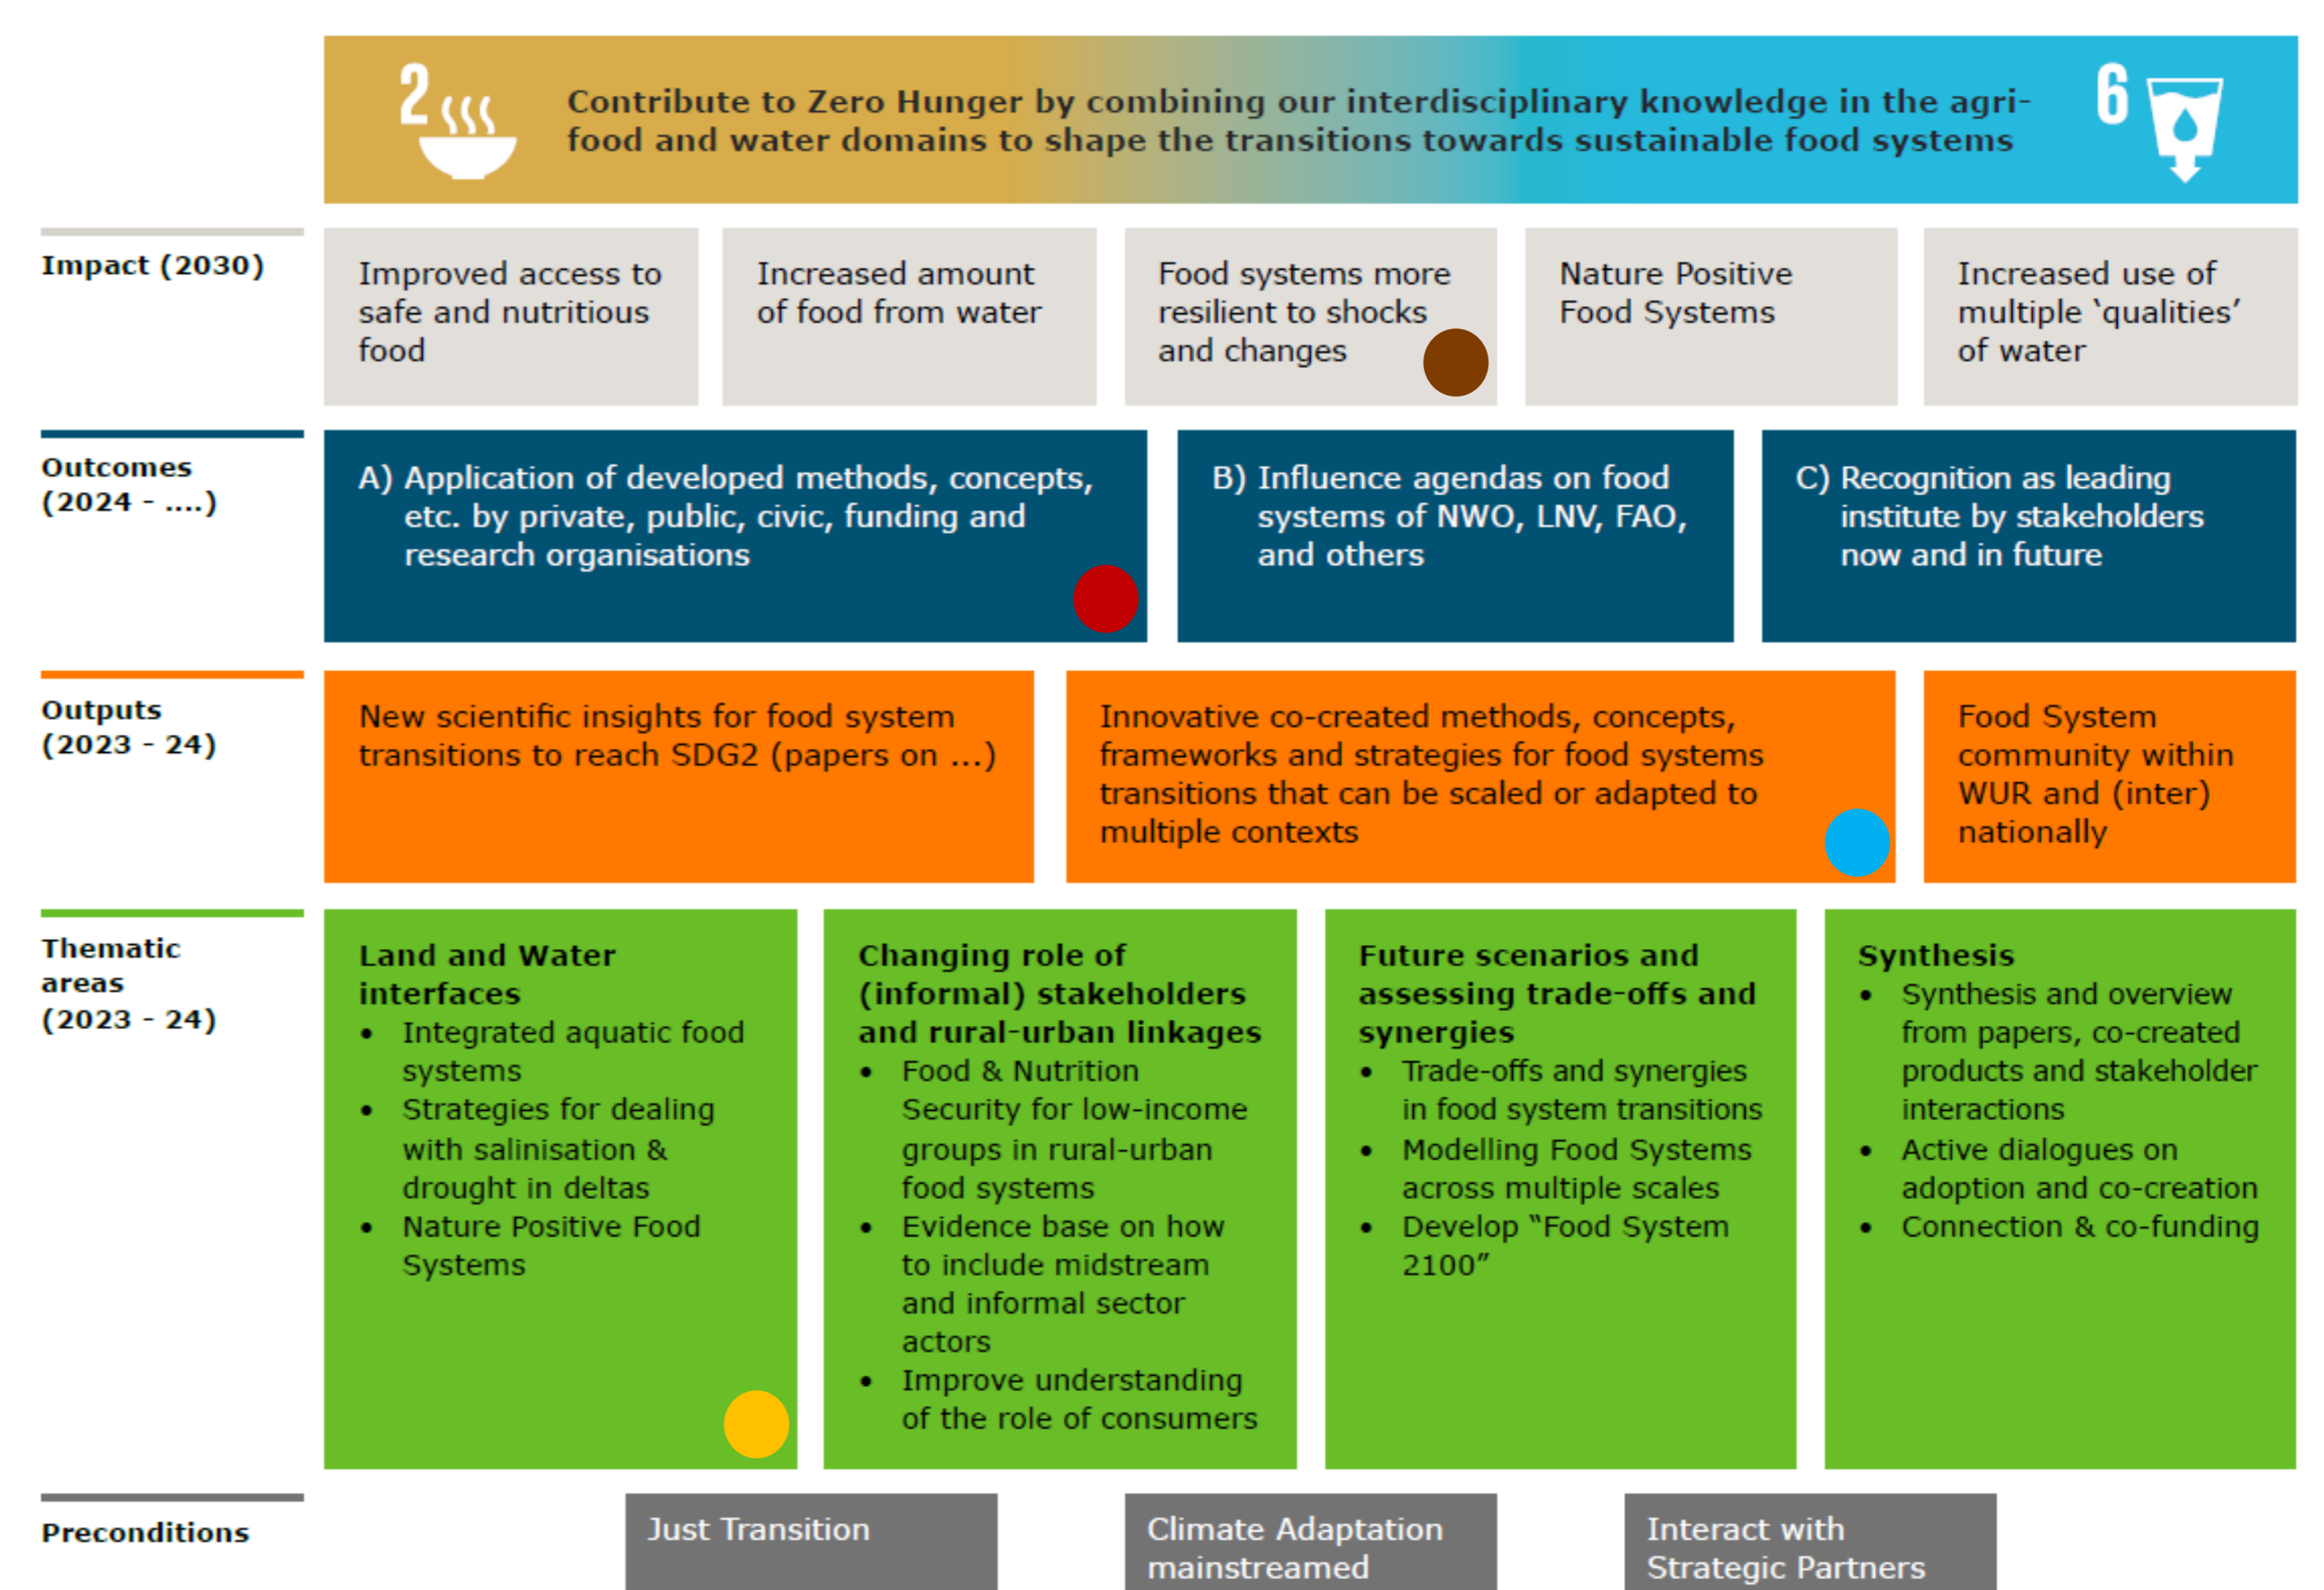 2
Contribute to Zero Hunger by combining our interdisciplinary knowledge in the agri-
food and water domains to shape the transitions towards sustainable food systems
6
Impact (2030)
Improved access to
safe and nutritious
food
Increased amount
of food from water
Food systems more
resilient to shocks
and changes
Nature Positive
Food Systems
Increased use of
multiple ‘qualities’
of water
Outcomes
(2024 - ....)
A) Application of developed methods, concepts,
etc. by private, public, civic, funding and
research organisations
B) Influence agendas on food
systems of NWO, LNV, FAO,
and others
C) Recognition as leading
institute by stakeholders
now and in future
Outputs
(2023 - 24)
New scientific insights for food system
transitions to reach SDG2 (papers on ...)
Innovative co-created methods, concepts,
frameworks and strategies for food systems
transitions that can be scaled or adapted to
multiple contexts
Food System
community within
WUR and (inter)
nationally
Thematic
areas
(2023 - 24)
Land and Water
interfaces
• Integrated aquatic food
systems
• Strategies for dealing
with salinisation &
drought in deltas
• Nature Positive Food
Systems
Changing role of
(informal) stakeholders
and rural-urban linkages
• Food & Nutrition
Security for low-income
groups in rural-urban
food systems
• Evidence base on how
to include midstream
and informal sector
actors
• Improve understanding
of the role of consumers
Future scenarios and
assessing trade-offs and
synergies
• Trade-offs and synergies
in food system transitions
• Modelling Food Systems
across multiple scales
• Develop “Food System
2100”
Synthesis
• Synthesis and overview
from papers, co-created
products and stakeholder
interactions
• Active dialogues on
adoption and co-creation
• Connection & co-funding
Preconditions
Just Transition
Climate Adaptation
mainstreamed
Interact with
Strategic Partners